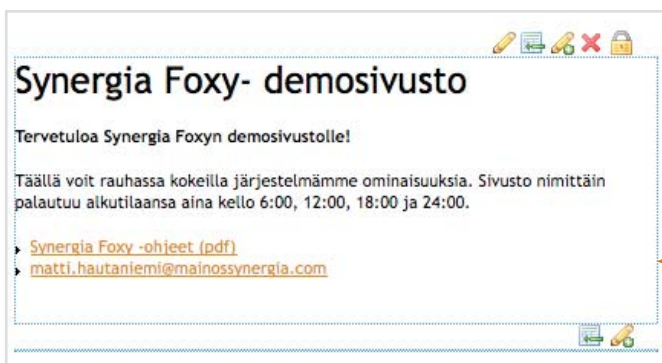 Synergia Foxy- demosivusto
Tervetuloa Synergia Foxyn demosivustolle!
Täällä voit rauhassa kokeilla järjestelmämme ominaisuuksia. Sivusto nimittäin
palautuu alkutilaansa aina kello 6:00, 12:00, 18:00 ja 24:00.
Synergia Foxy -ohjeet (pdf)
matti.hautaniemi@mainossynergia.com